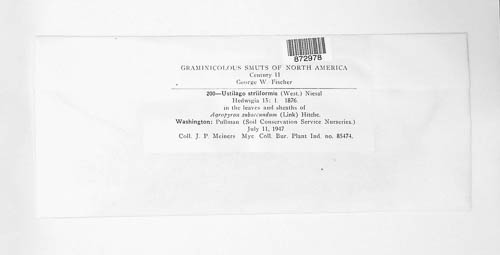 872978
GRAMINICOLOUS SMUTS OF NORTH AMERICA
Century II
George W. Fischer
200—Ustilago striiformis (West.) Niessl
Hedwigia 15: 1. 1876.
in the leaves and sheaths of
Agropyron subsecundum (Link) Hitchc.
Washington: Pullman (Soil Conservation Service Nurseries.)
July 11, 1947
Coll. J. P. Meiners Myc Coll. Bur. Plant Ind. no. 85474.